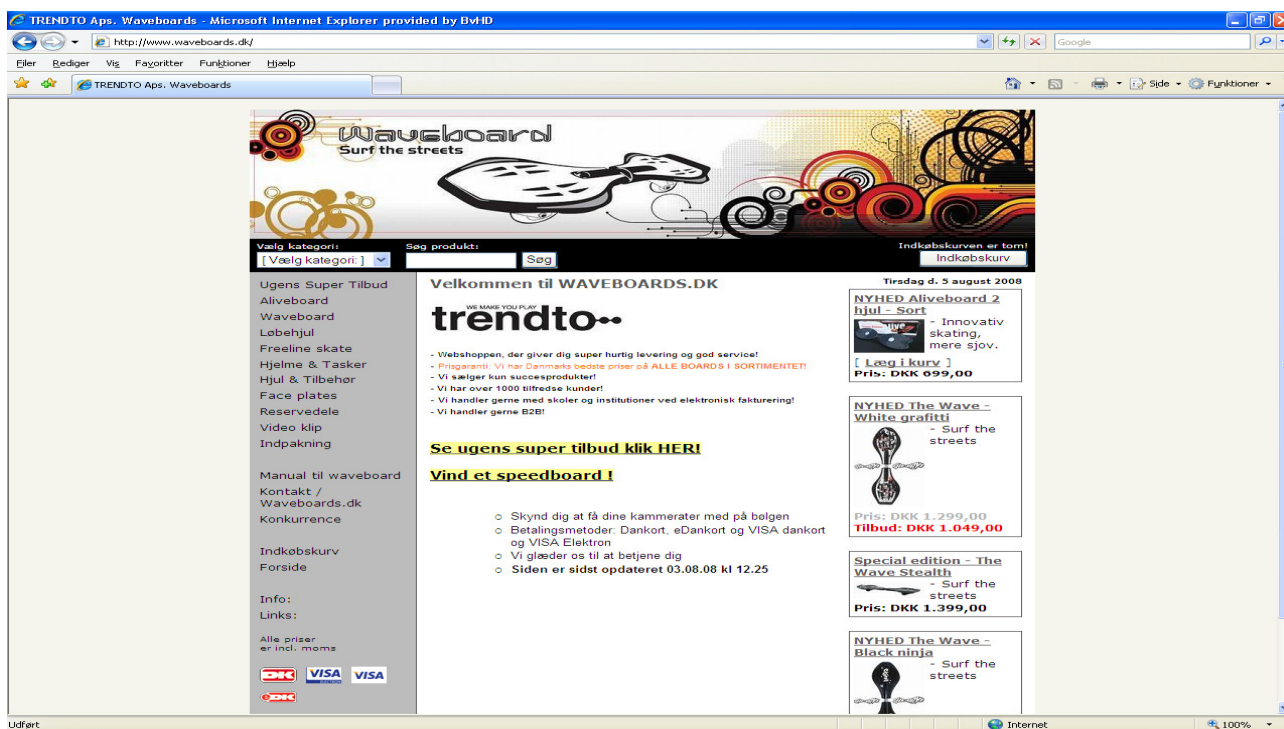 TRENDTO Aps. Waveboards - Microsoft Internet Explorer provided by BvHD
http://www.waveboards.dk/
Google
Filer Rediger Vis Favoritter Funktioner Hjælp
TRENDTO Aps. Waveboards
Side Funktioner
Waveboard
Surf the streets
Vælg kategori:
[ Vælg kategori: ]
Søg produkt:
Søg
Indkøbskurven er tom!
Indkøbskurv
Ugens Super Tilbud
Aliveboard
Waveboard
Løbehjul
Freeline skate
Hjelme & Tasker
Hjul & Tilbehør
Face plates
Reservedele
Video klip
Indpakning
Manual til waveboard
Kontakt /
Waveboards.dk
Konkurrence
Indkøbskurv
Forside
Info:
Links:
Alle priser
er incl. moms
DK VISA VISA
eDK
Velkommen til WAVEBOARDS.DK
WE MAKE YOU PLAY
trendto
- Webshoppen, der giver dig super hurtig levering og god service!
- Prisgaranti: Vi har Danmarks bedste priser på ALLE BOARDS I SORTIMENTET!
- Vi sælger kun succesprodukter!
- Vi har over 1000 tilfredse kunder!
- Vi handler gerne med skoler og institutioner ved elektronisk fakturering!
- Vi handler gerne B2B!
Se ugens super tilbud klik HER!
Vind et speedboard !
o Skynd dig at få dine kammerater med på bølgen
o Betalingsmetoder: Dankort, eDankort og VISA dankort
og VISA Elektron
o Vi glæder os til at betjene dig
o Siden er sidst opdateret 03.08.08 kl 12.25
Tirsdag d. 5 august 2008
NYHED Aliveboard 2
hjul - Sort
- Innovativ
skating,
mere sjov.
[ Læg i kurv ]
Pris: DKK 699,00
NYHED The Wave -
White grafitti
- Surf the
streets
Pris: DKK 1.299,00
Tilbud: DKK 1.049,00
Special edition - The
Wave Stealth
- Surf the
streets
Pris: DKK 1.399,00
NYHED The Wave -
Black ninja
- Surf the
streets
Udført
Internet
100%